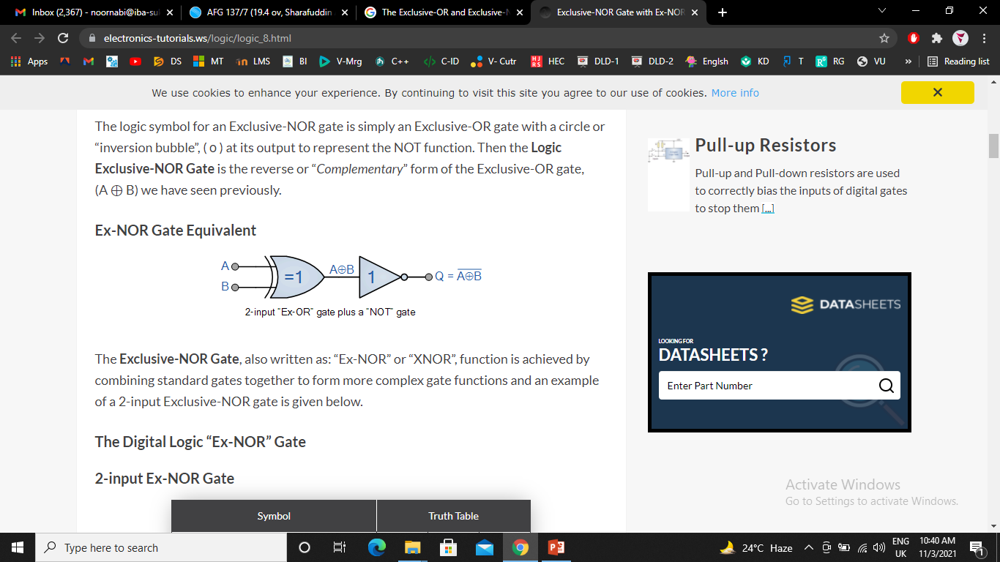 Inbox (2,367) - noornabi@iba-su
AFG 137/7 (19.4 ov, Sharafuddin
The Exclusive-OR and Exclusive-N
Exclusive-NOR Gate with Ex-NOR
electronics-tutorials.ws/logic/logic_8.html
Apps
DS
MT
LMS
BI
V-Mrg
C++
C-ID
V- Cutr
HEC
DLD-1
DLD-2
Englsh
KD
T
RG
VU
»
Reading list
We use cookies to enhance your experience. By continuing to visit this site you agree to our use of cookies. More info
The logic symbol for an Exclusive-NOR gate is simply an Exclusive-OR gate with a circle or
“inversion bubble”, ( o ) at its output to represent the NOT function. Then the Logic
Exclusive-NOR Gate is the reverse or “Complementary” form of the Exclusive-OR gate,
(A ⊕ B) we have seen previously.
Ex-NOR Gate Equivalent
A
B
=1
A⊕B
1
Q = A⊕B
2-input "Ex-OR" gate plus a "NOT" gate
The Exclusive-NOR Gate, also written as: “Ex-NOR” or “XNOR”, function is achieved by
combining standard gates together to form more complex gate functions and an example
of a 2-input Exclusive-NOR gate is given below.
The Digital Logic “Ex-NOR” Gate
2-input Ex-NOR Gate
Symbol
Truth Table
Pull-up Resistors
Pull-up and Pull-down resistors are used
to correctly bias the inputs of digital gates
to stop them [...]
DATASHEETS
LOOKING FOR
DATASHEETS ?
Enter Part Number
Activate Windows
Go to Settings to activate Windows.
Type here to search
24°C Haze
ENG
UK
10:40 AM
11/3/2021
1